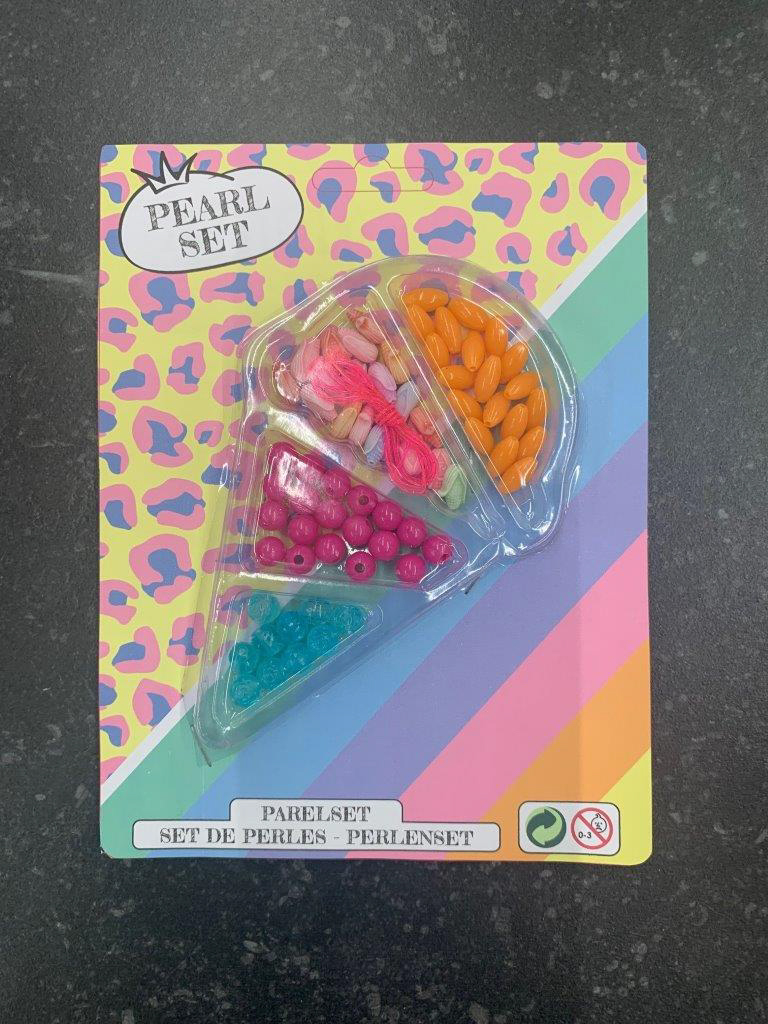 PEARL
SET
PARELSET
SET DE PERLES - PERLENSET
0-3